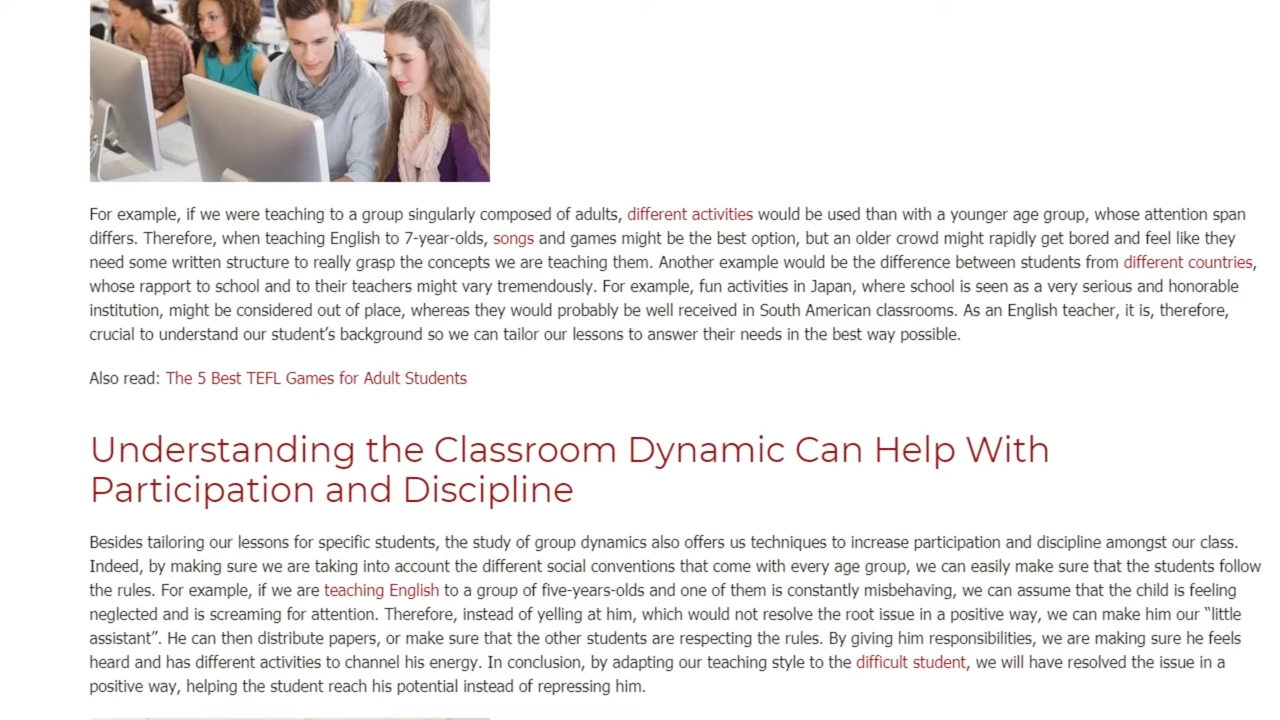 For example, if we were teaching to a group singularly composed of adults, different activities would be used than with a younger age group, whose attention span
differs. Therefore, when teaching English to 7-year-olds, songs and games might be the best option, but an older crowd might rapidly get bored and feel like they
need some written structure to really grasp the concepts we are teaching them. Another example would be the difference between students from different countries,
whose rapport to school and to their teachers might vary tremendously. For example, fun activities in Japan, where school is seen as a very serious and honorable
institution, might be considered out of place, whereas they would probably be well received in South American classrooms. As an English teacher, it is, therefore,
crucial to understand our student’s background so we can tailor our lessons to answer their needs in the best way possible.
Also read: The 5 Best TEFL Games for Adult Students
Understanding the Classroom Dynamic Can Help With
Participation and Discipline
Besides tailoring our lessons for specific students, the study of group dynamics also offers us techniques to increase participation and discipline amongst our class.
Indeed, by making sure we are taking into account the different social conventions that come with every age group, we can easily make sure that the students follow
the rules. For example, if we are teaching English to a group of five-years-olds and one of them is constantly misbehaving, we can assume that the child is feeling
neglected and is screaming for attention. Therefore, instead of yelling at him, which would not resolve the root issue in a positive way, we can make him our “little
assistant”. He can then distribute papers, or make sure that the other students are respecting the rules. By giving him responsibilities, we are making sure he feels
heard and has different activities to channel his energy. In conclusion, by adapting our teaching style to the difficult student, we will have resolved the issue in a
positive way, helping the student reach his potential instead of repressing him.